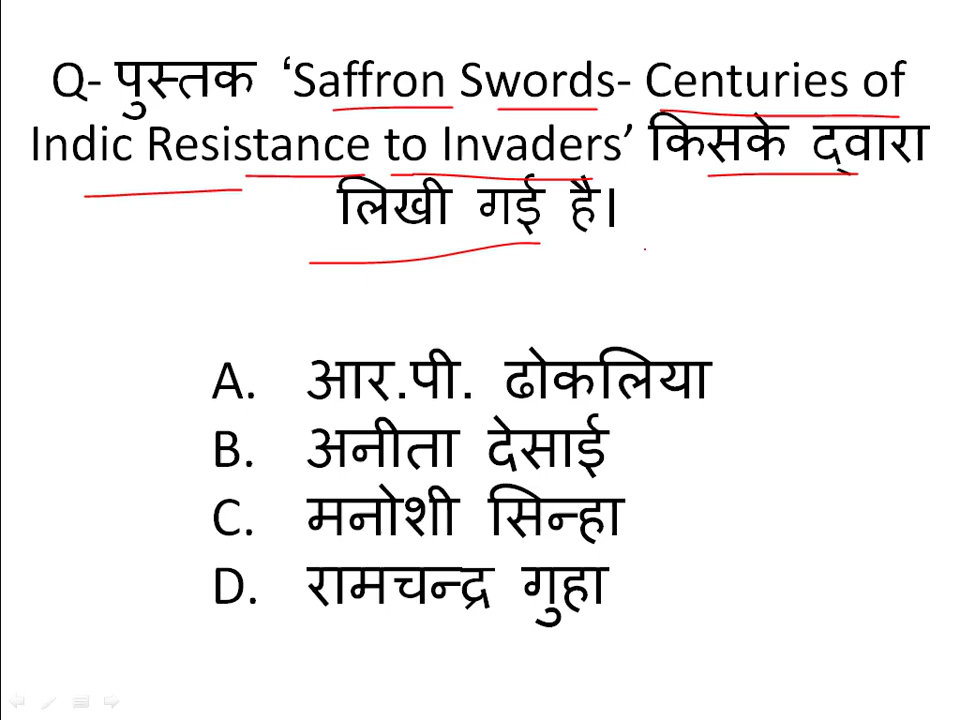 Q- पुस्तक ‘Saffron Swords- Centuries of
Indic Resistance to Invaders’ किसके द्वारा
लिखी गई है।
A. आर.पी. ढोकलिया
B. अनीता देसाई
C. मनोशी सिन्हा
D. रामचन्द्र गुहा